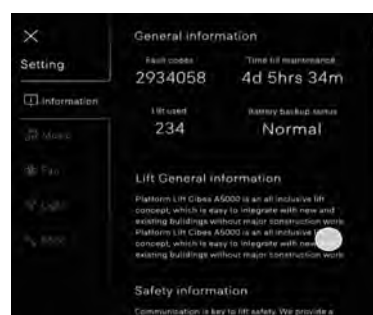 General information
Setting
Fault codes
Time till maintenance
2934058
4d 5hrs 34m
Information
Lift used
Battery backup status
234
Normal
Music
Fan
Light
Lift General information
Platform Lift Cibes A5000 is an all inclusive lift
concept, which is easy to integrate with new and
existing buildings without major construction work
Platform Lift Cibes A5000 is an all inclusive
concept, which is easy to integrate with new
existing buildings without major construction work
Safety information
Communication is key to lift safety. We provide a